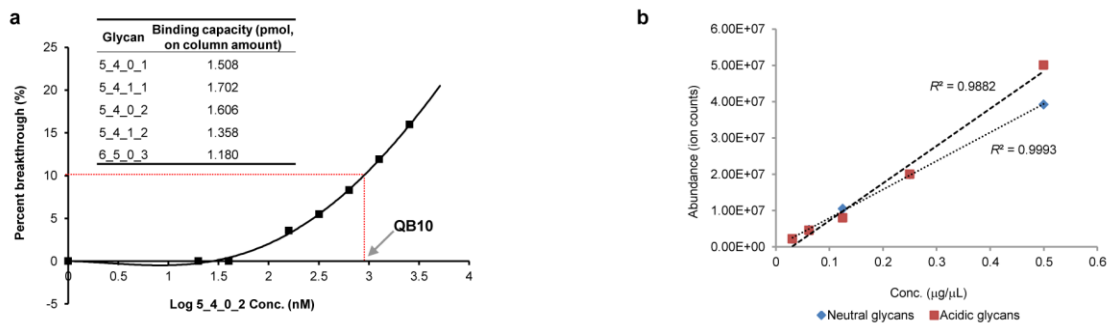 a
Glycan Binding capacity (pmol, on column amount)
5_4_0_1 1.508
5_4_1_1 1.702
5_4_0_2 1.606
5_4_1_2 1.358
6_5_0_3 1.180
25
20
15
10
5
0
-5
Percent breakthrough (%)
0 0.5 1 1.5 2 2.5 3 3.5 4
QB10
Log 5_4_0_2 Conc. (nM)
b
6.00E+07
5.00E+07
4.00E+07
3.00E+07
2.00E+07
1.00E+07
0.00E+00
Abundance (ion counts)
R² = 0.9882
R² = 0.9993
0 0.1 0.2 0.3 0.4 0.5 0.6
Conc. (μg/μL)
Neutral glycans Acidic glycans